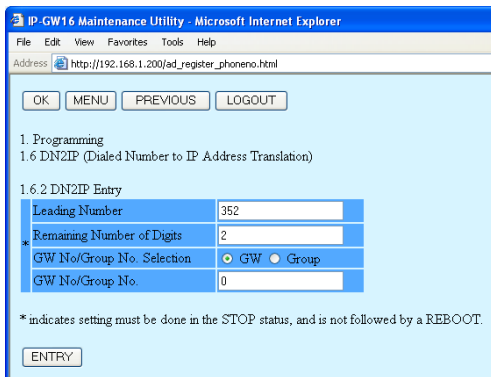 IP-GW16 Maintenance Utility - Microsoft Internet Explorer
File Edit View Favorites Tools Help
Address http://192.168.1.200/ad_register_phoneno.html
OK MENU PREVIOUS LOGOUT
1. Programming
1.6 DN2IP (Dialed Number to IP Address Translation)
1.6.2 DN2IP Entry
Leading Number 352
* Remaining Number of Digits 2
GW No/Group No. Selection GW Group
GW No/Group No. 0
* indicates setting must be done in the STOP status, and is not followed by a REBOOT.
ENTRY